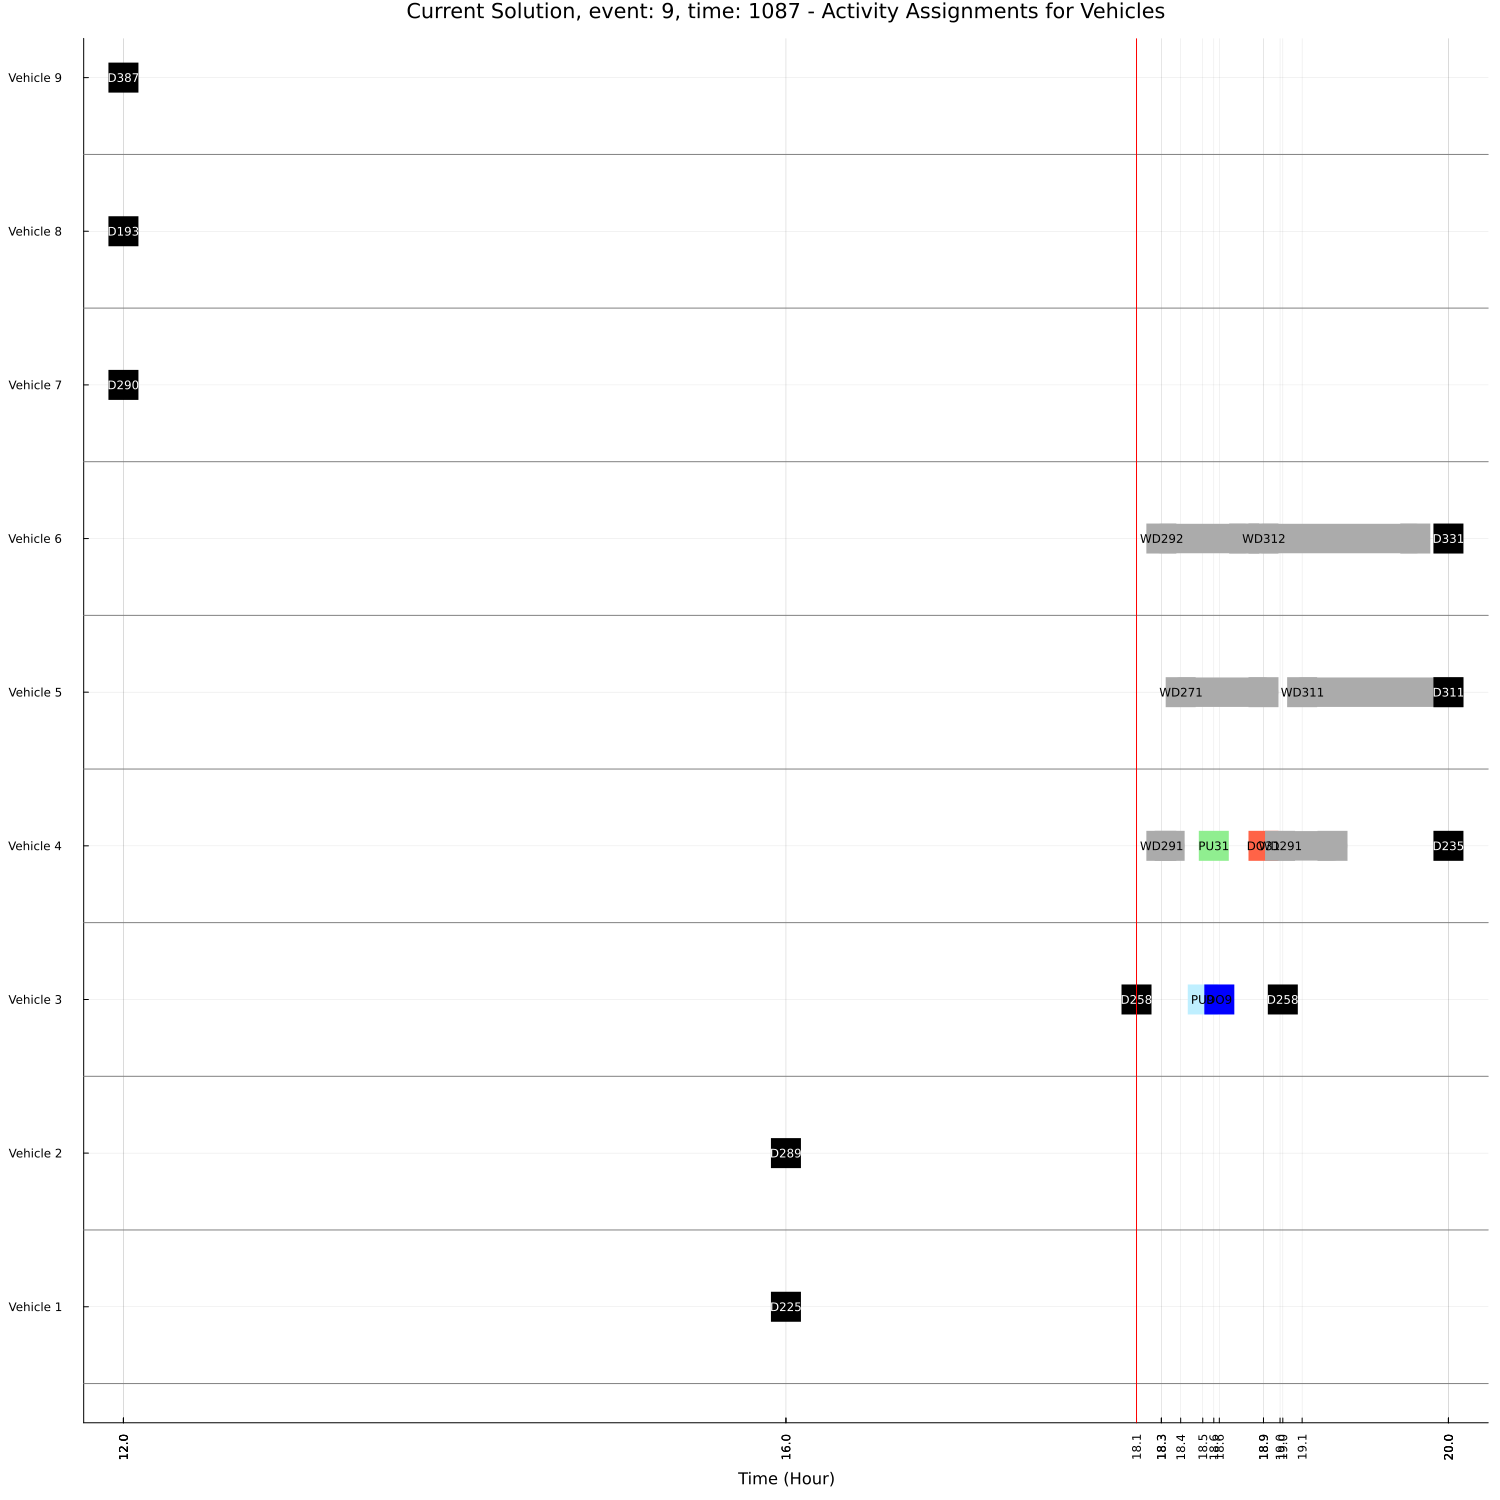 Current Solution, event: 9, time: 1087 - Activity Assignments for Vehicles
Vehicle 9
D387
Vehicle 8
D193
Vehicle 7
D290
Vehicle 6
WD292
WD312
D331
Vehicle 5
WD271
WD311
D311
Vehicle 4
WD291
PU31
WD291
D235
Vehicle 3
D258
D258
Vehicle 2
D289
Vehicle 1
D225
12.0
16.0
18.1
18.3
18.4
18.5
18.6
18.9
19.0
19.1
20.0
Time (Hour)